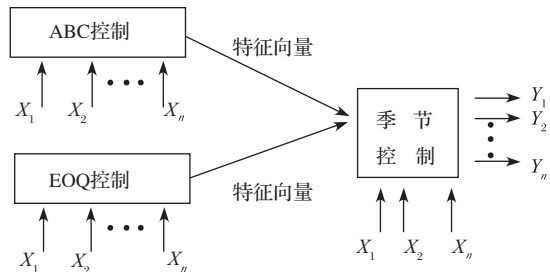 ABC控制
特征向量
X1 X2 ••• Xn
Y1
季 节
Y2
控 制
EOQ控制
Yn
特征向量
X1 X2 ••• Xn
X1 X2 Xn